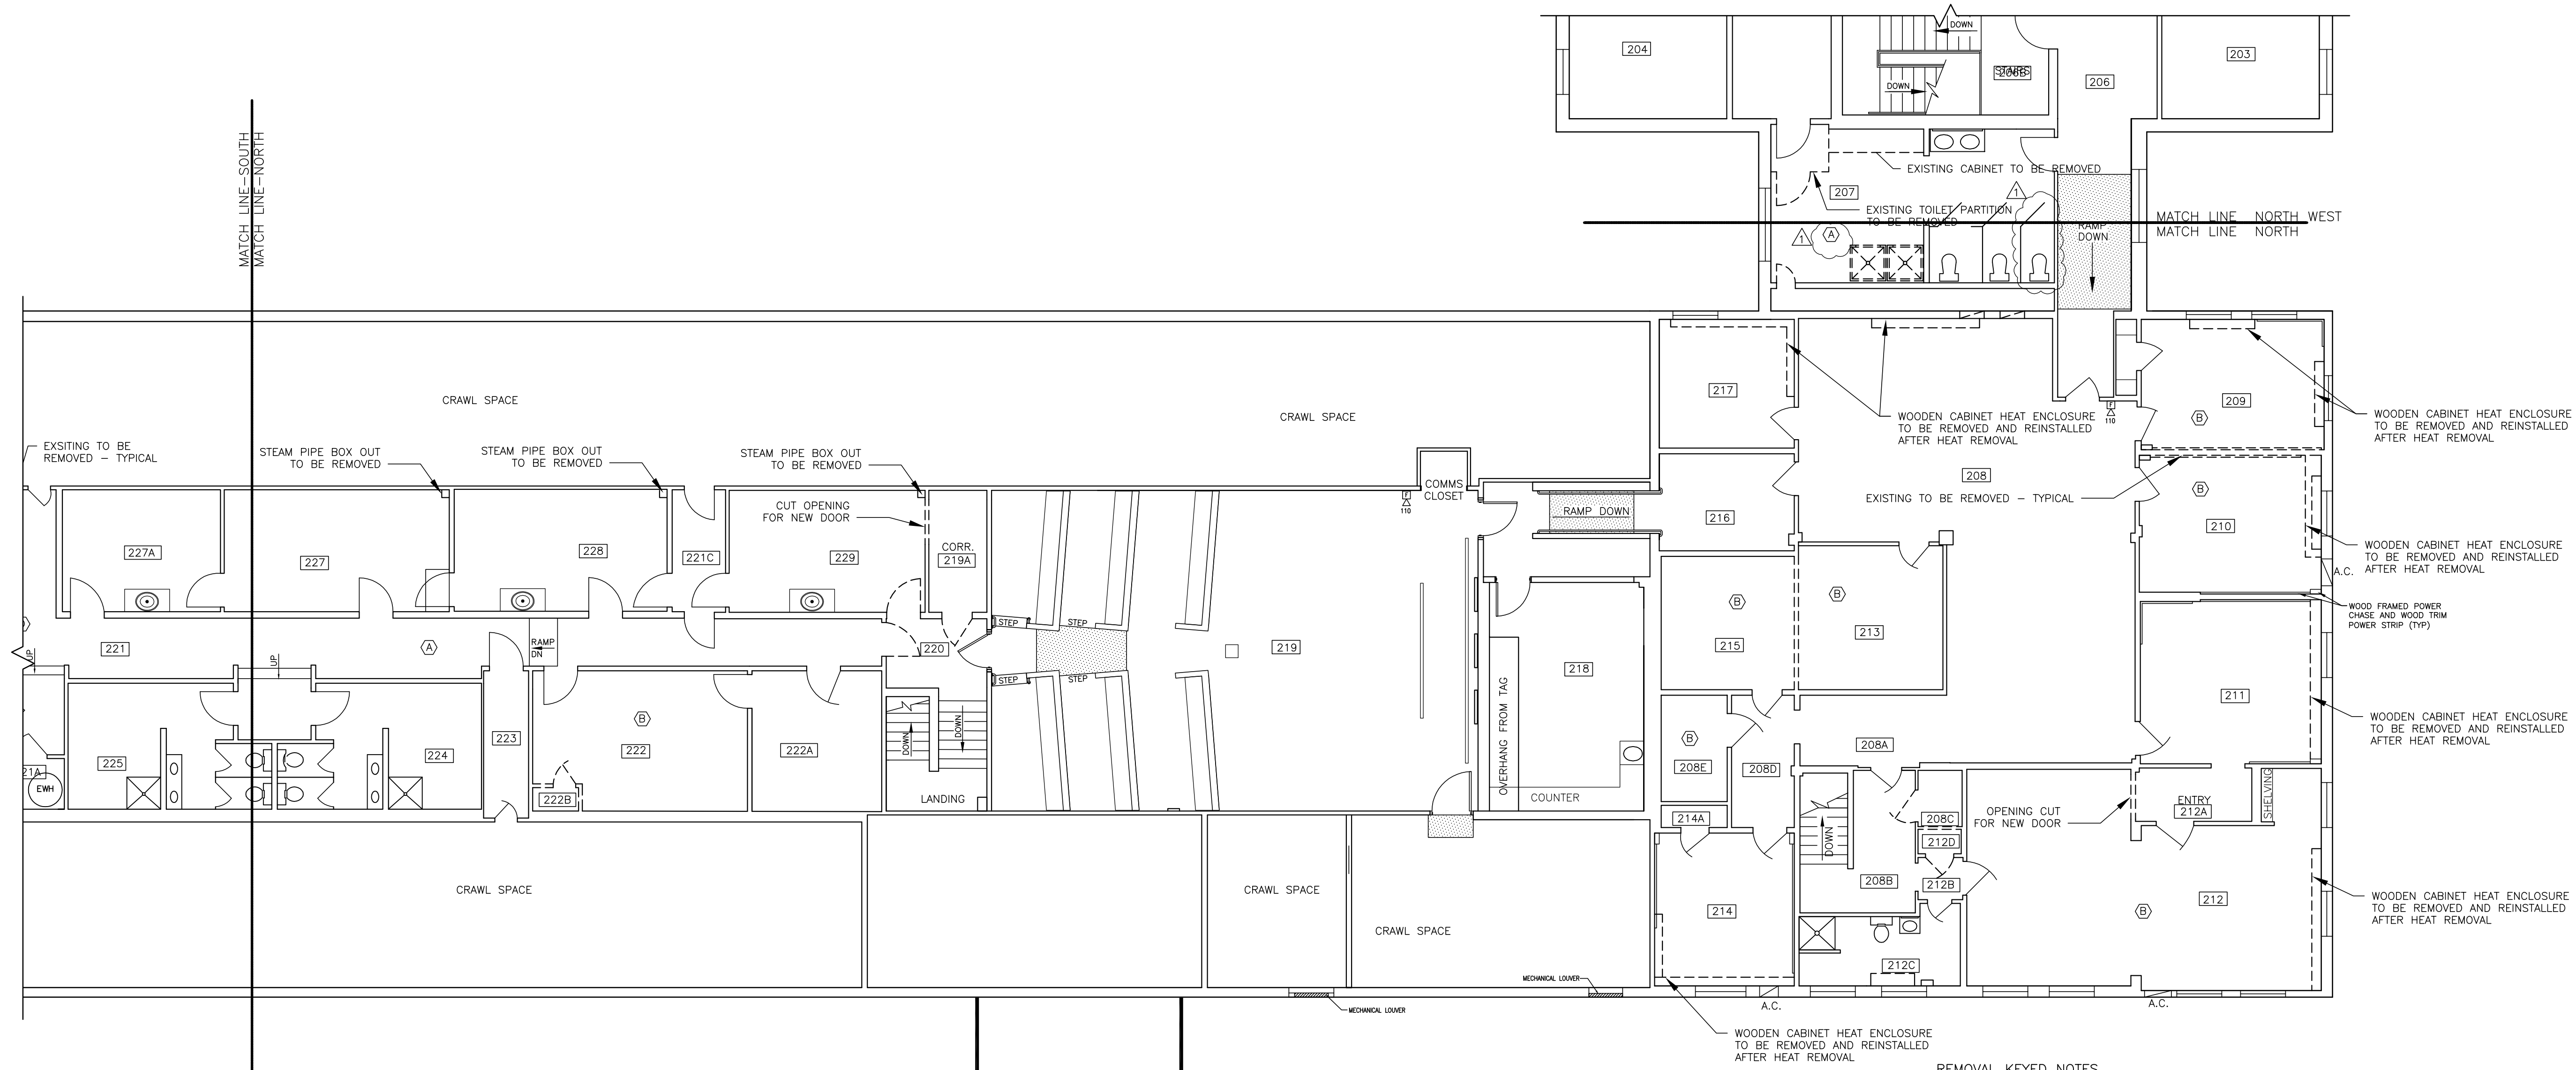 204
DOWN
DOWN
STAIRS
206B
206
203
MATCH LINE-SOUTH
MATCH LINE-NORTH
EXISTING CABINET TO BE REMOVED
207
1
EXISTING TOILET PARTITION
TO BE REMOVED
1
A
MATCH LINE NORTH WEST
MATCH LINE NORTH
RAMP
DOWN
CRAWL SPACE
CRAWL SPACE
217
WOODEN CABINET HEAT ENCLOSURE
TO BE REMOVED AND REINSTALLED
AFTER HEAT REMOVAL
F
110
209
B
WOODEN CABINET HEAT ENCLOSURE
TO BE REMOVED AND REINSTALLED
AFTER HEAT REMOVAL
EXSITING TO BE
REMOVED – TYPICAL
STEAM PIPE BOX OUT
TO BE REMOVED
STEAM PIPE BOX OUT
TO BE REMOVED
STEAM PIPE BOX OUT
TO BE REMOVED
COMMS
CLOSET
F
110
208
EXISTING TO BE REMOVED – TYPICAL
B
210
CUT OPENING
FOR NEW DOOR
RAMP DOWN
216
WOODEN CABINET HEAT ENCLOSURE
TO BE REMOVED AND REINSTALLED
AFTER HEAT REMOVAL
A.C.
227A
227
228
221C
229
CORR.
219A
WOOD FRAMED POWER
CHASE AND WOOD TRIM
POWER STRIP (TYP)
B
B
213
215
STEP
STEP
STEP
STEP
UP
221
UP
A
RAMP
DN
220
219
218
211
WOODEN CABINET HEAT ENCLOSURE
TO BE REMOVED AND REINSTALLED
AFTER HEAT REMOVAL
OVERHANG FROM TAG
B
222
222A
223
224
225
21A
EWH
222B
DOWN
DOWN
LANDING
COUNTER
B
208E
208D
208A
214A
208C
212D
DOWN
208B
212B
OPENING CUT
FOR NEW DOOR
ENTRY
212A
SHELVING
CRAWL SPACE
CRAWL SPACE
CRAWL SPACE
214
212C
B
212
WOODEN CABINET HEAT ENCLOSURE
TO BE REMOVED AND REINSTALLED
AFTER HEAT REMOVAL
MECHANICAL LOUVER
MECHANICAL LOUVER
A.C.
A.C.
WOODEN CABINET HEAT ENCLOSURE
TO BE REMOVED AND REINSTALLED
AFTER HEAT REMOVAL
REMOVAL KEYED NOTES